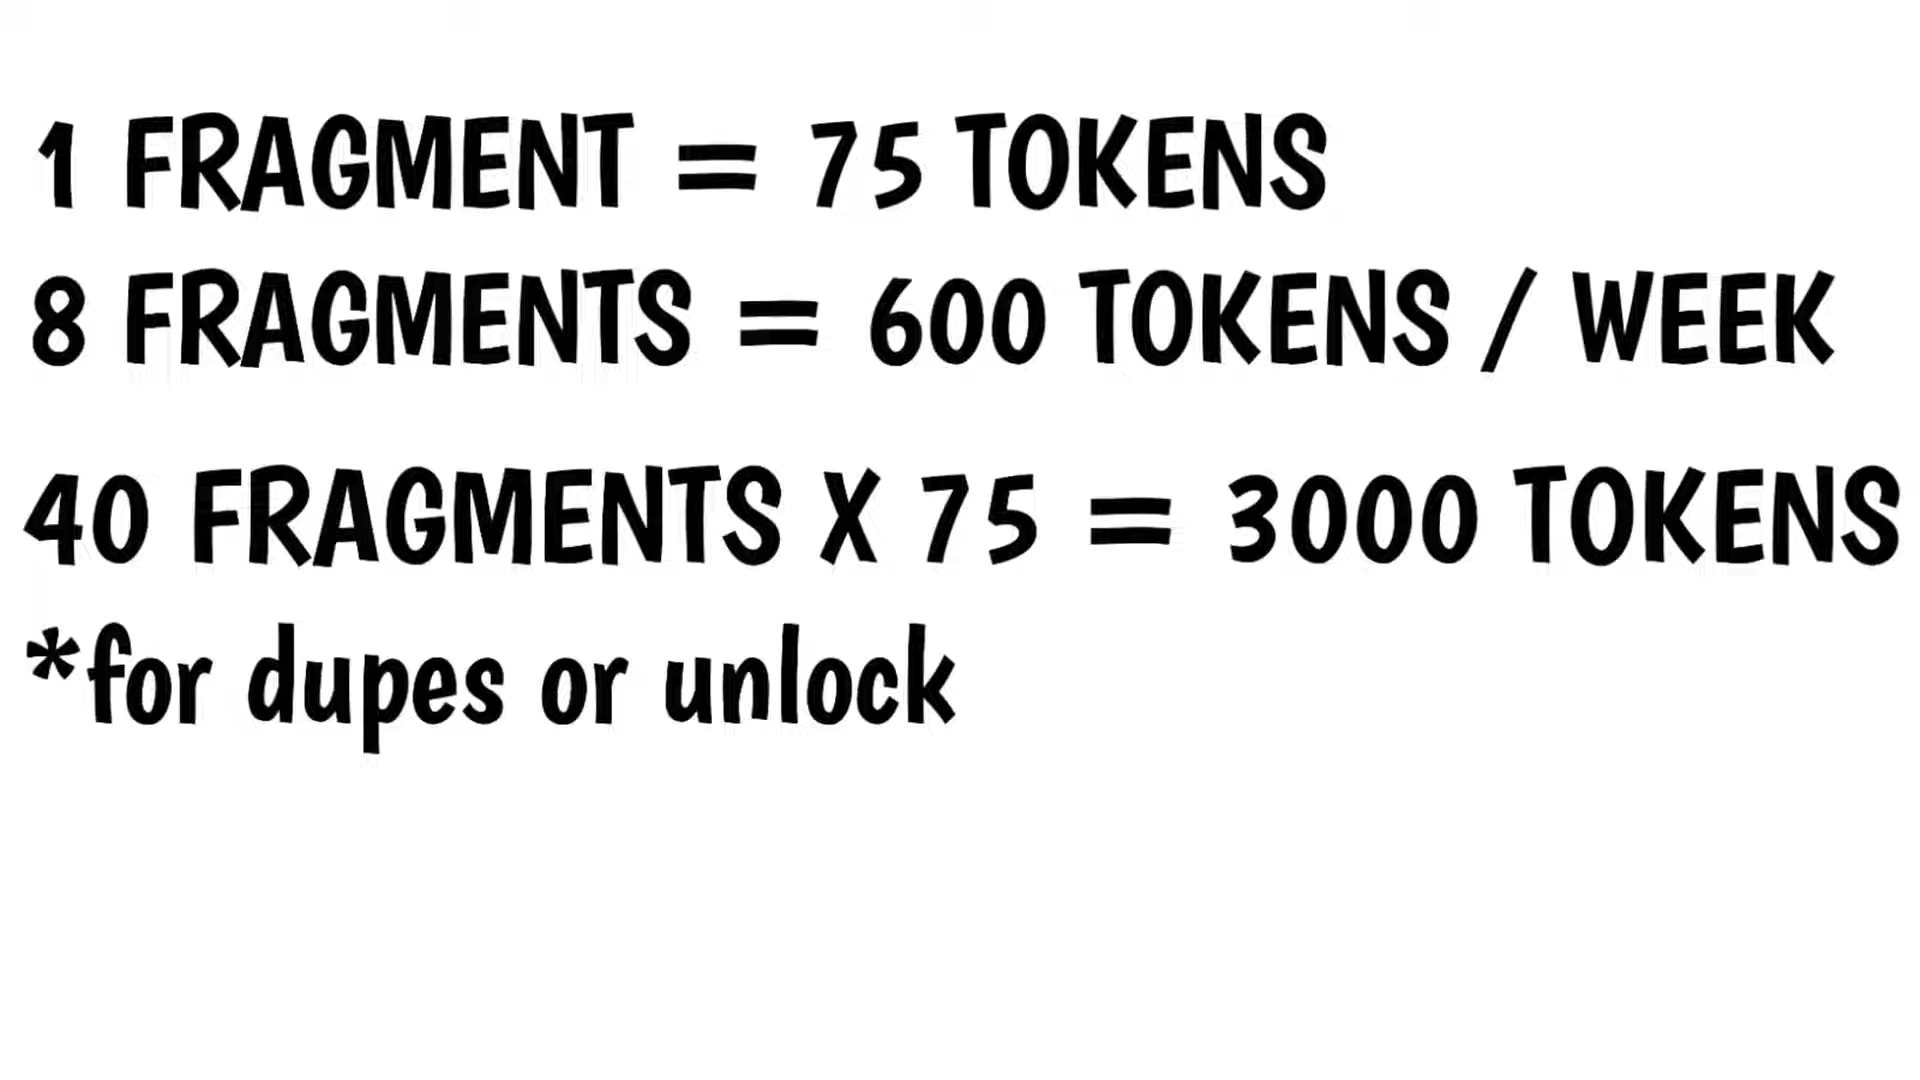 1 FRAGMENT = 75 TOKENS
8 FRAGMENTS = 600 TOKENS / WEEK
40 FRAGMENTS X 75 = 3000 TOKENS
*for dupes or unlock